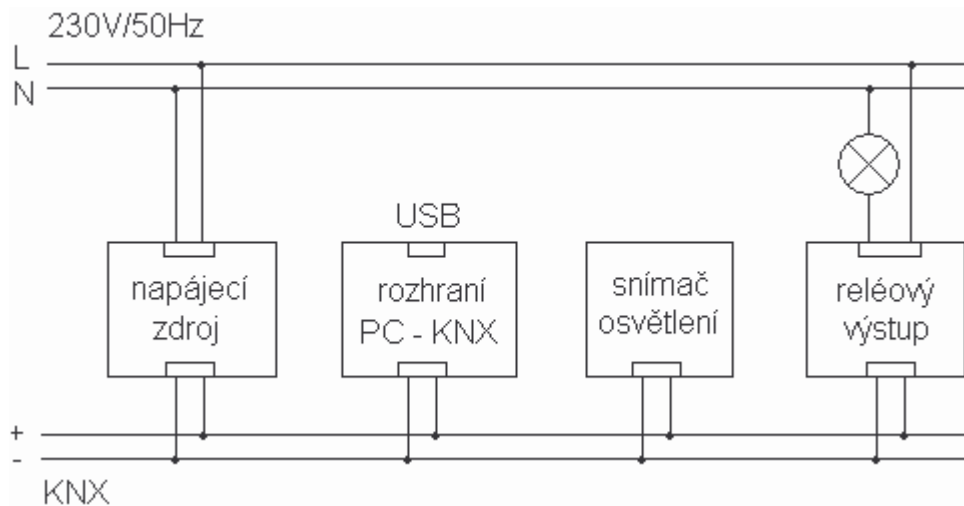 230V/50Hz
L
N
USB
napájecí
zdroj
rozhraní
PC - KNX
snímač
osvětlení
reléový
výstup
+
-
KNX